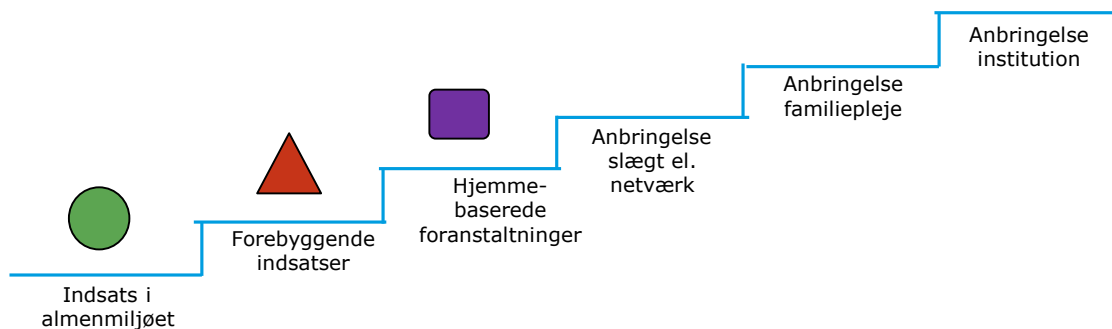 Indsats i
almenmiljøet
Forebyggende
indsatser
Hjemme-
baserede
foranstaltninger
Anbringelse
slægt el.
netværk
Anbringelse
familiepleje
Anbringelse
institution